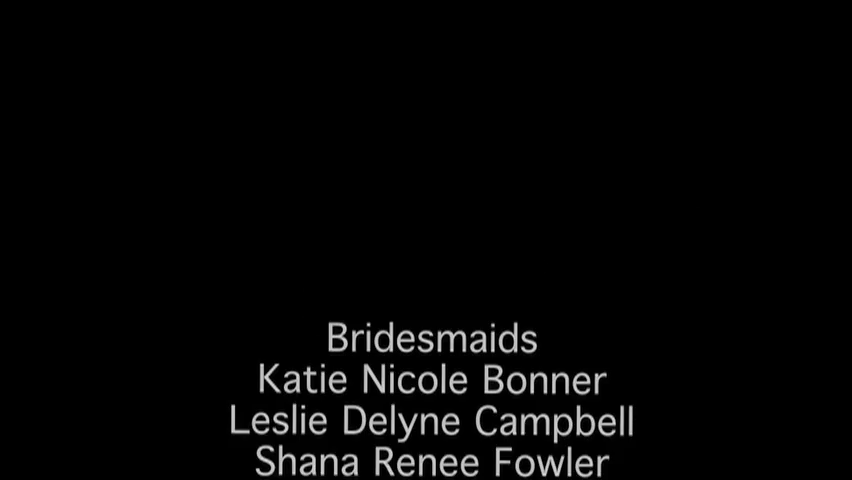 Bridesmaids
Katie Nicole Bonner
Leslie Delyne Campbell
Shana Renee Fowler